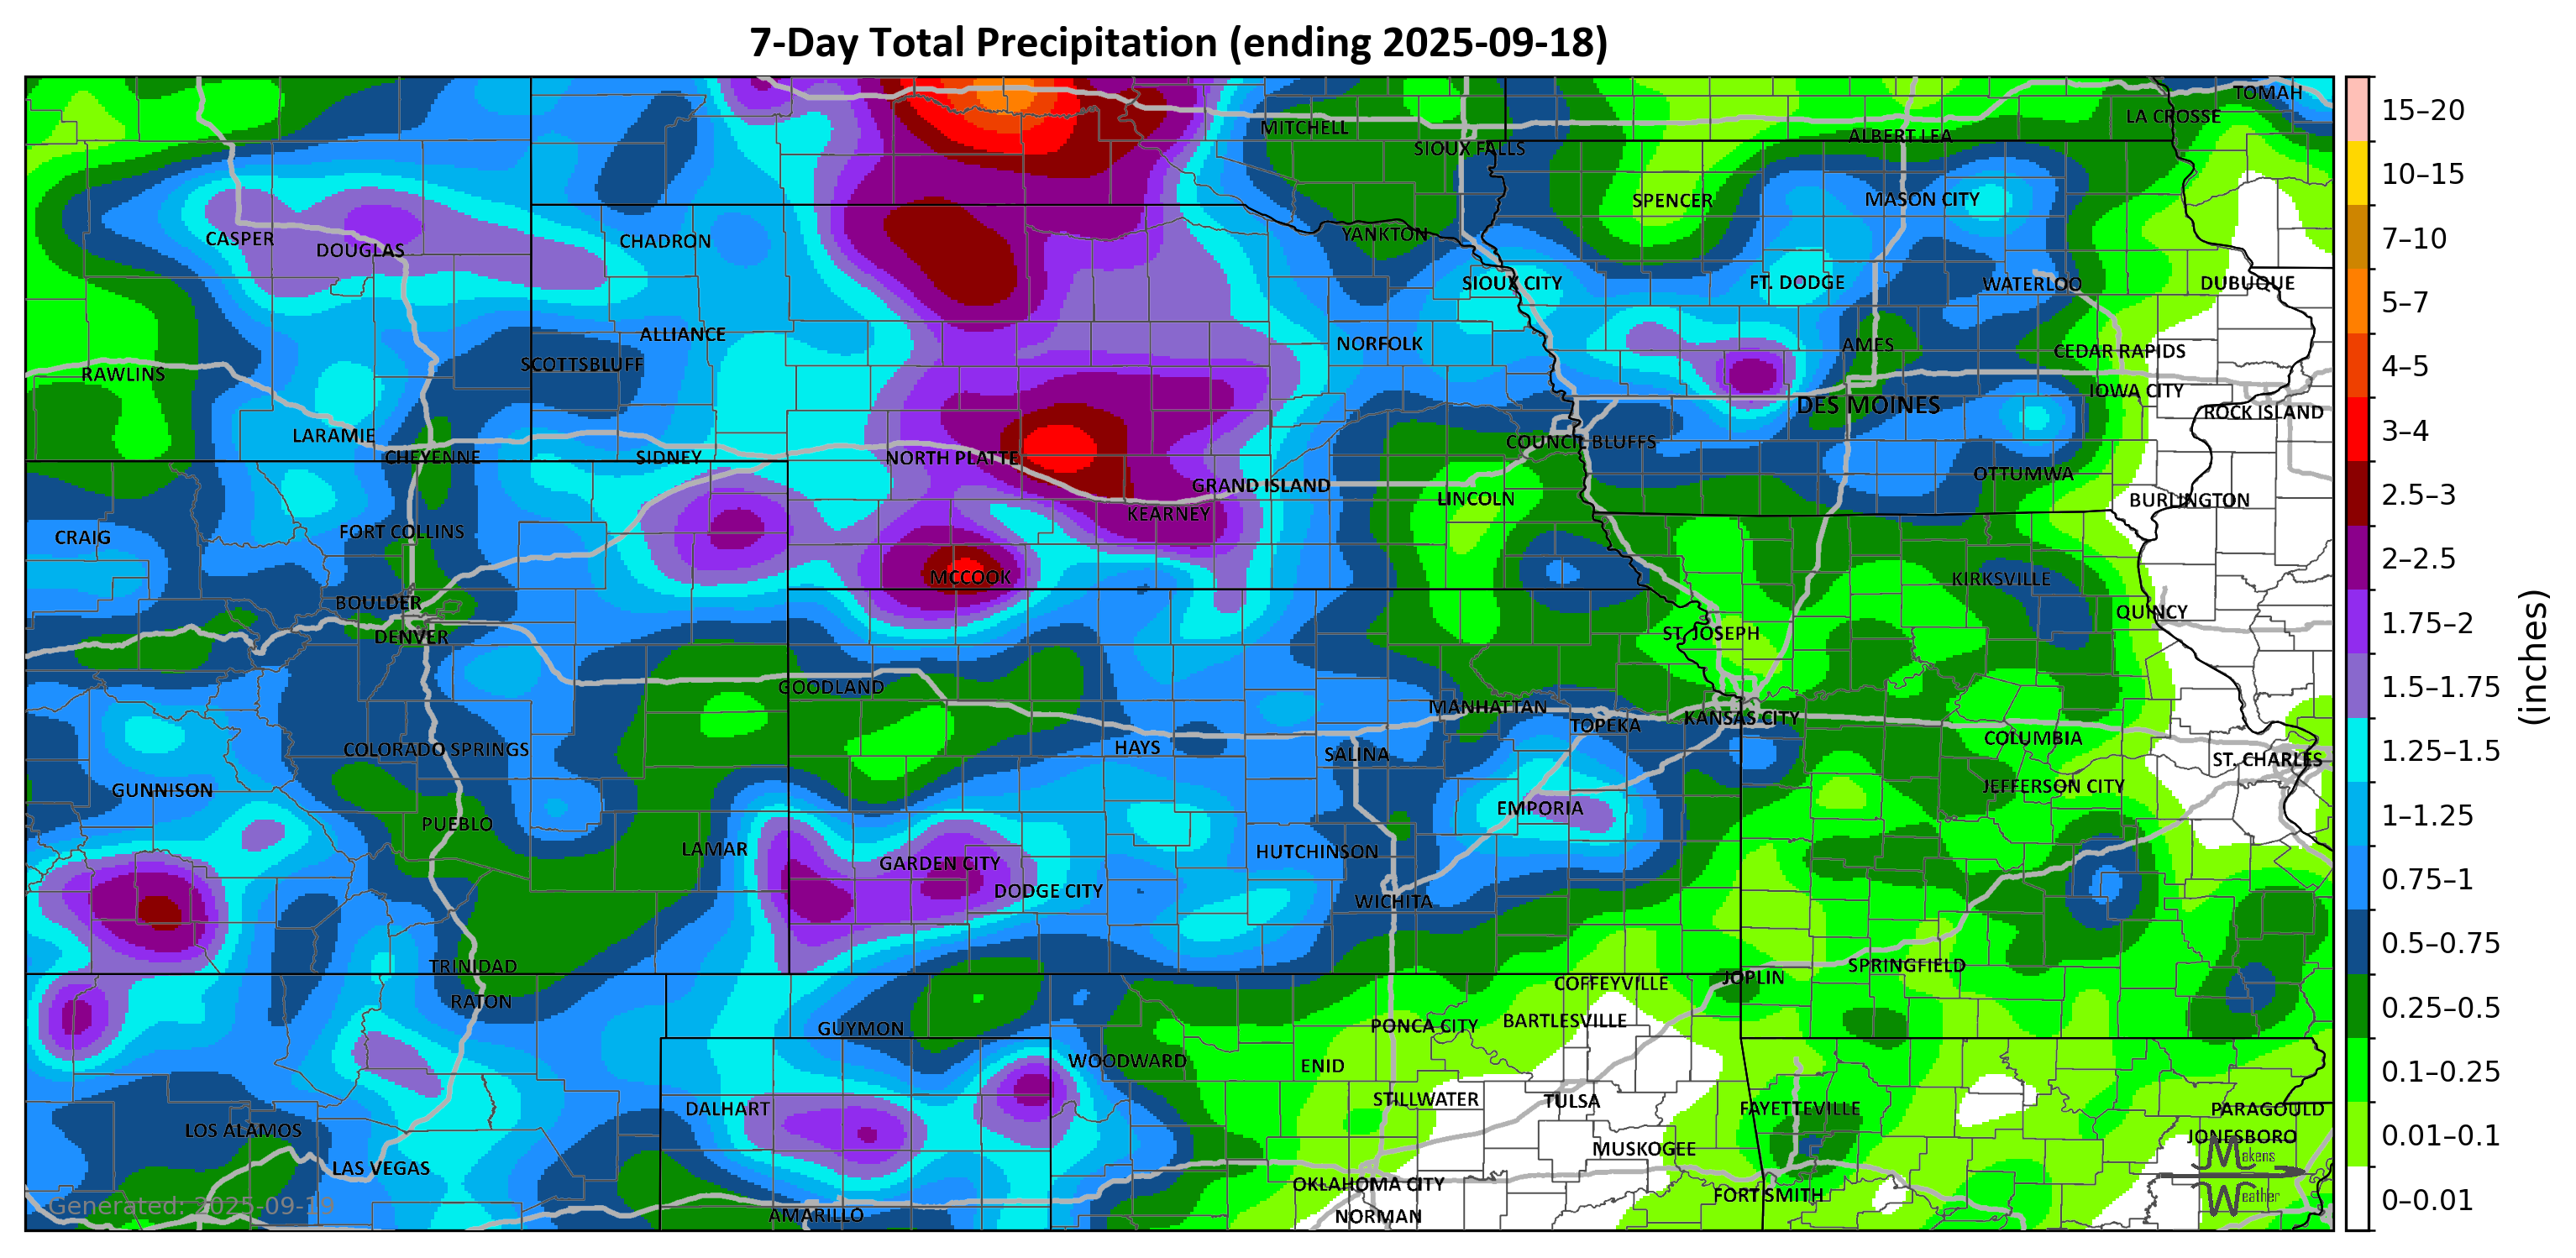 7-Day Total Precipitation (ending 2025-09-18)
TOMAH
LA CROSSE
MITCHELL
ALBERT LEA
SIOUX FALLS
SPENCER
MASON CITY
CASPER
DOUGLAS
CHADRON
YANKTON
SIOUX CITY
FT. DODGE
WATERLOO
DUBUQUE
ALLIANCE
NORFOLK
AMES
CEDAR RAPIDS
SCOTTSBLUFF
RAWLINS
IOWA CITY
DES MOINES
ROCK ISLAND
LARAMIE
COUNCIL BLUFFS
CHEYENNE
SIDNEY
NORTH PLATTE
OTTUMWA
GRAND ISLAND
LINCOLN
BURLINGTON
KEARNEY
CRAIG
FORT COLLINS
MCCOOK
KIRKSVILLE
BOULDER
QUINCY
DENVER
ST. JOSEPH
GOODLAND
MANHATTAN
TOPEKA
KANSAS CITY
COLUMBIA
COLORADO SPRINGS
HAYS
SALINA
ST. CHARLES
GUNNISON
JEFFERSON CITY
EMPORIA
PUEBLO
LAMAR
HUTCHINSON
GARDEN CITY
DODGE CITY
WICHITA
TRINIDAD
SPRINGFIELD
JOPLIN
COFFEYVILLE
RATON
GUYMON
PONCA CITY
BARTLESVILLE
WOODWARD
ENID
STILLWATER
TULSA
DALHART
FAYETTEVILLE
PARAGOULD
LOS ALAMOS
JONESBORO
MUSKOGEE
Makens
LAS VEGAS
OKLAHOMA CITY
FORT SMITH
Weather
Generated: 2025-09-19
AMARILLO
NORMAN
15–20
10–15
7–10
5–7
4–5
3–4
2.5–3
2–2.5
1.75–2
1.5–1.75
1.25–1.5
1–1.25
0.75–1
0.5–0.75
0.25–0.5
0.1–0.25
0.01–0.1
0–0.01
(inches)